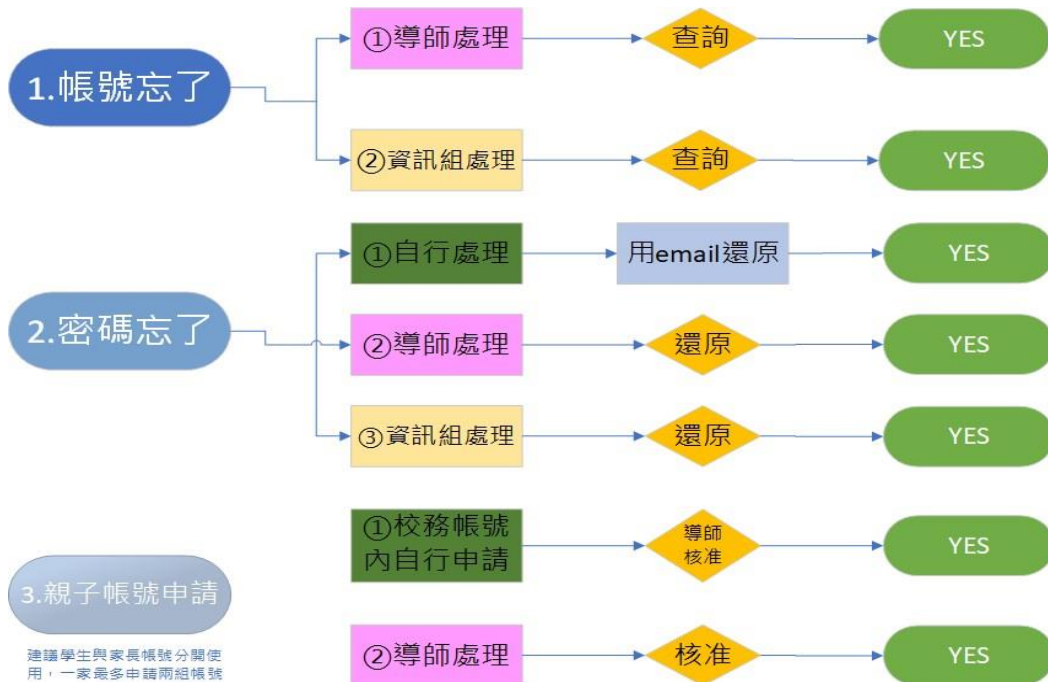 1.帳號忘了
①導師處理
查詢
YES
②資訊組處理
查詢
YES
2.密碼忘了
①自行處理
用email還原
YES
②導師處理
還原
YES
③資訊組處理
還原
YES
3.親子帳號申請
建議學生與家長帳號分開使
用，一家最多申請兩組帳號
①校務帳號
內自行申請
導師
核准
YES
②導師處理
核准
YES